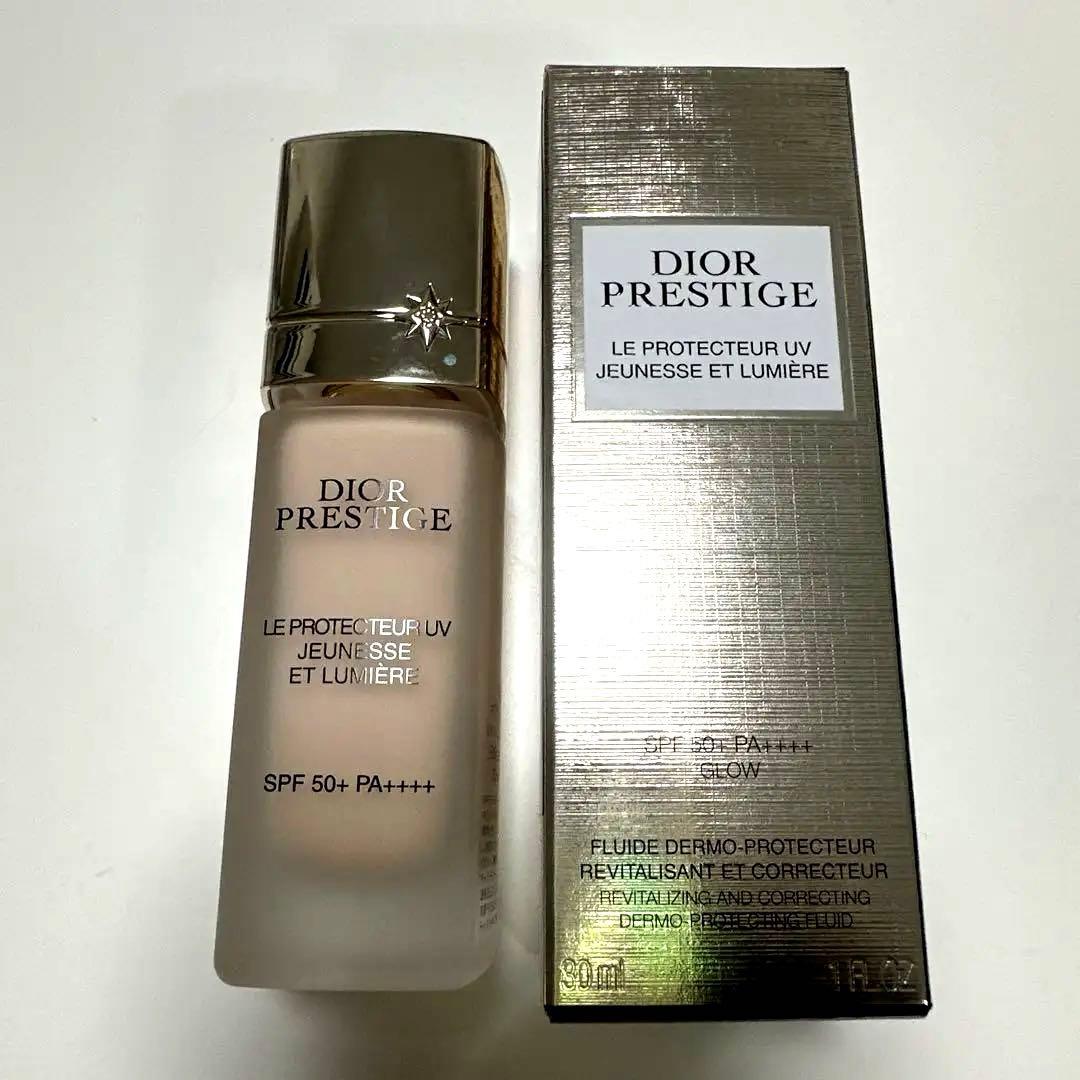 DIOR
PRESTIGE
LE PROTECTEUR UV
JEUNESSE
ET LUMIÈRE
SPF 50+ PA++++
DIOR
PRESTIGE
LE PROTECTEUR UV
JEUNESSE ET LUMIÈRE
SPF 50+ PA++++
GLOW
FLUIDE DERMO-PROTECTEUR
REVITALISANT ET CORRECTEUR
REVITALIZING AND CORRECTING
DERMO-PROTECTING FLUID
30 ml 1 FL.OZ